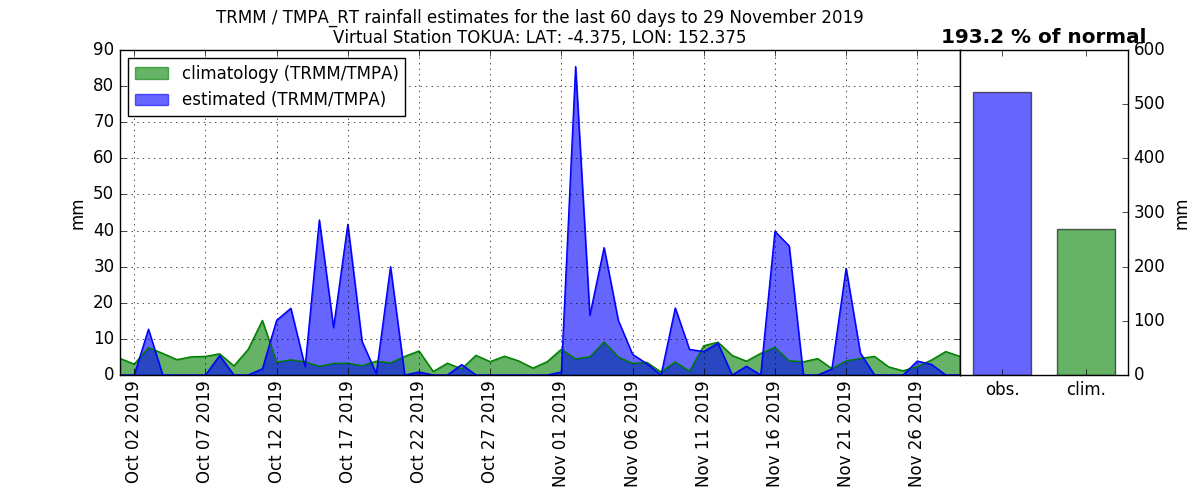 TRMM / TMPA_RT rainfall estimates for the last 60 days to 29 November 2019
Virtual Station TOKUA: LAT: -4.375, LON: 152.375
193.2 % of normal
climatology (TRMM/TMPA)
estimated (TRMM/TMPA)
mm
90
80
70
60
50
40
30
20
10
0
Oct 02 2019
Oct 07 2019
Oct 12 2019
Oct 17 2019
Oct 22 2019
Oct 27 2019
Nov 01 2019
Nov 06 2019
Nov 11 2019
Nov 16 2019
Nov 21 2019
Nov 26 2019
obs.
clim.
600
500
400
300
200
100
0
mm